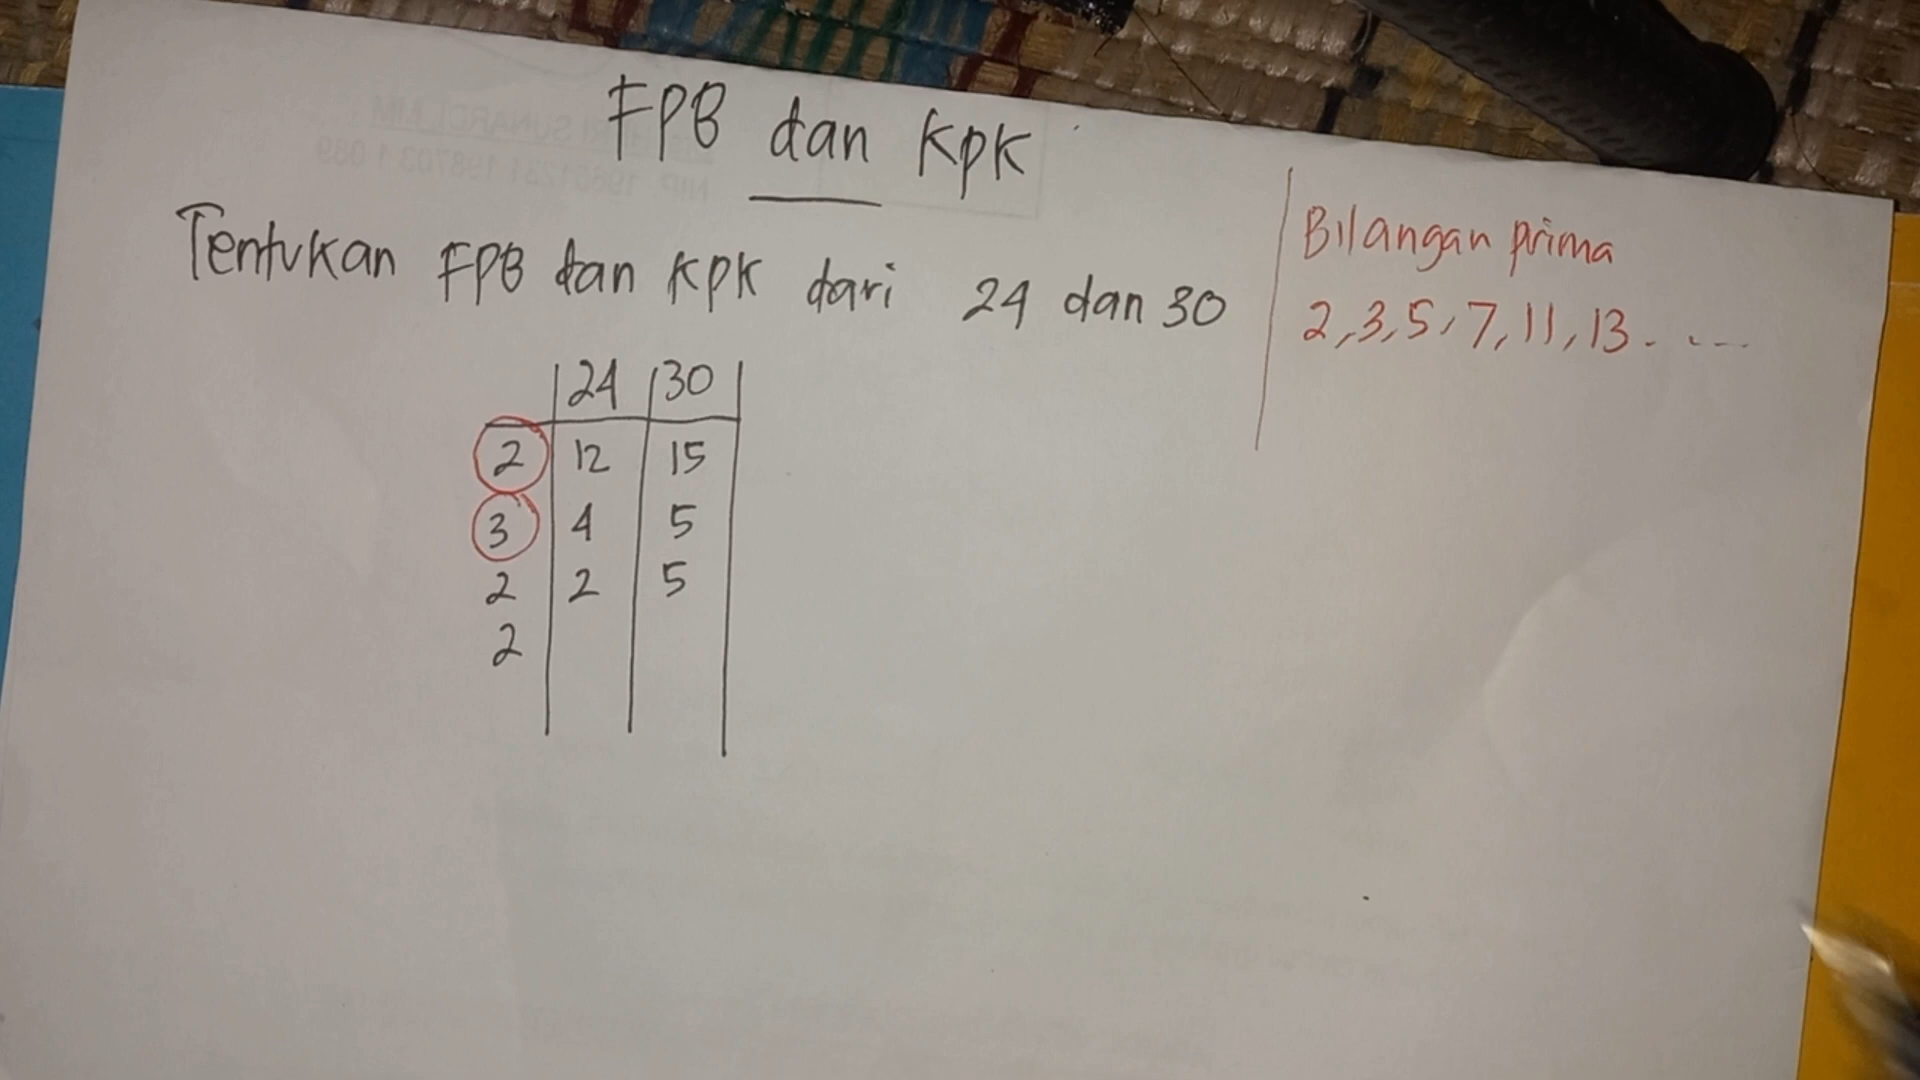 FPB dan KPK
Tentukan FPB dan KPK dari 24 dan 30
Bilangan prima
2, 3, 5, 7, 11, 13. . . . .
24 30
2 12 15
3 4 5
2 2 5
2